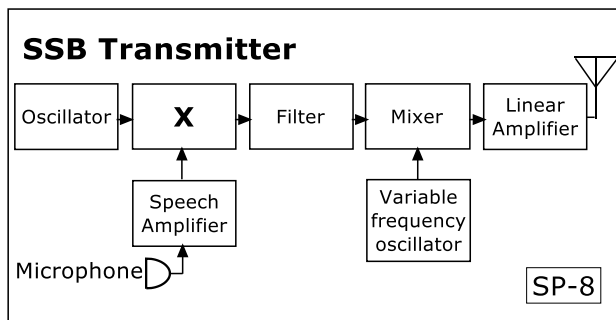 SSB Transmitter
Oscillator
X
Filter
Mixer
Linear
Amplifier
Speech
Amplifier
Variable
frequency
oscillator
Microphone
SP-8